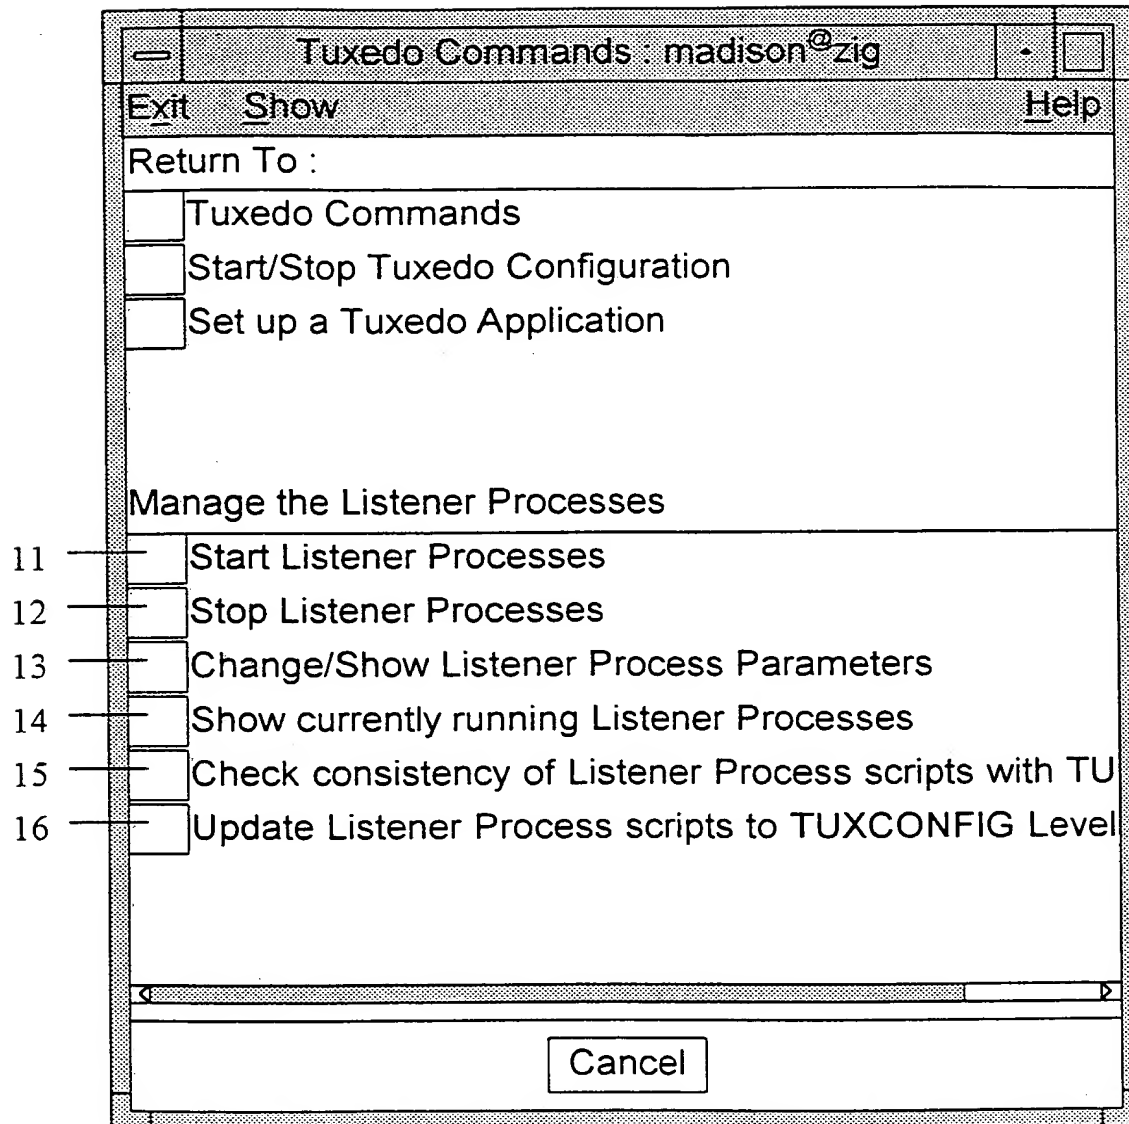 Tuxedo Commands : madison@zig
Exit Show Help
Return To :
Tuxedo Commands
Start/Stop Tuxedo Configuration
Set up a Tuxedo Application
Manage the Listener Processes
11 Start Listener Processes
12 Stop Listener Processes
13 Change/Show Listener Process Parameters
14 Show currently running Listener Processes
15 Check consistency of Listener Process scripts with TU
16 Update Listener Process scripts to TUXCONFIG Level
Cancel